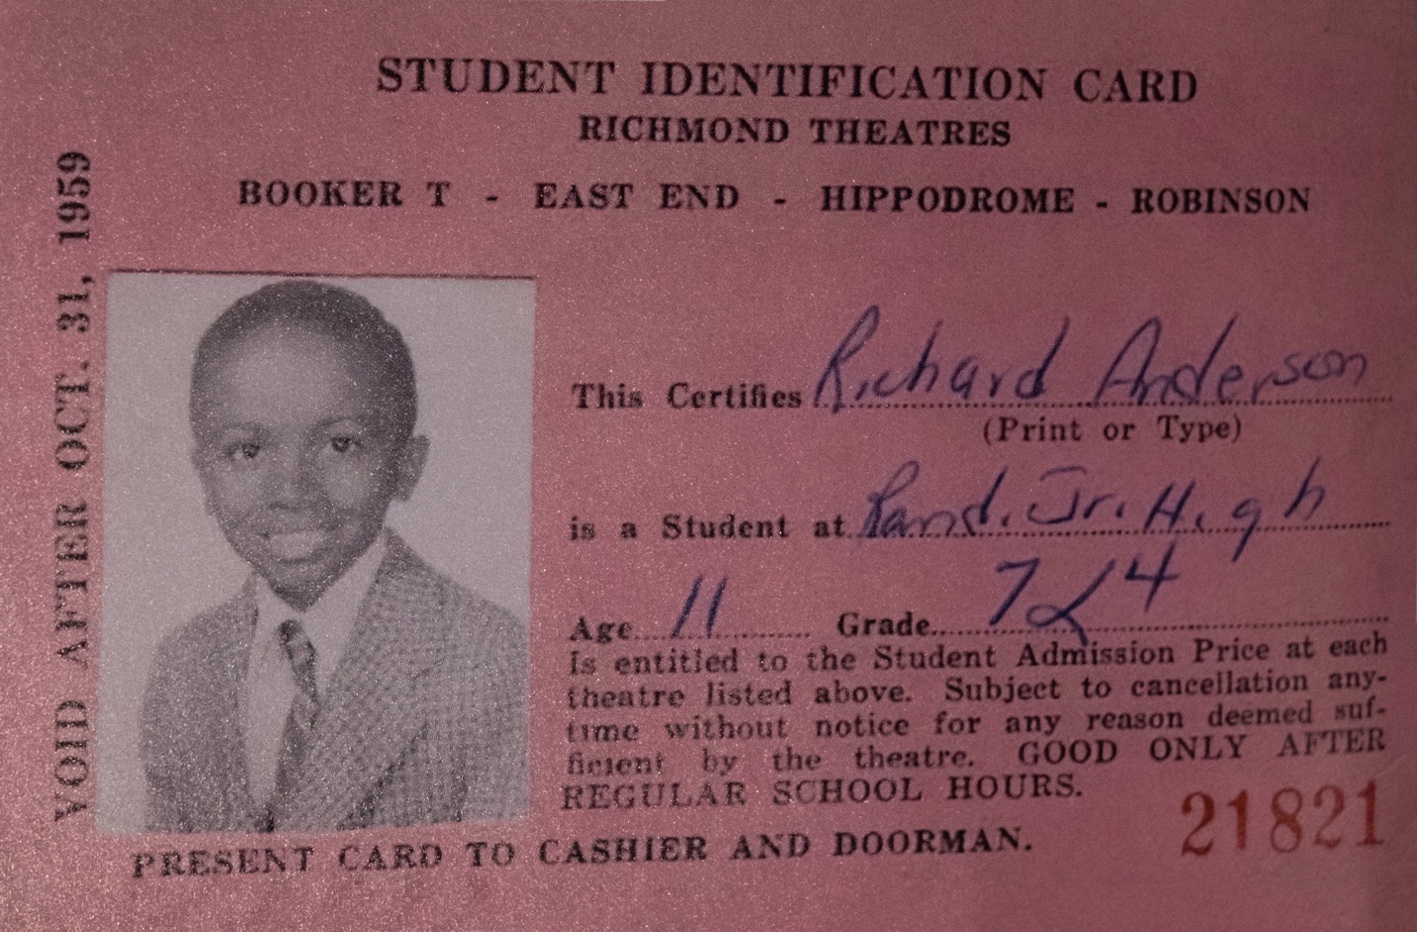 STUDENT IDENTIFICATION CARD
RICHMOND THEATRES
BOOKER T - EAST END - HIPPODROME - ROBINSON
VOID AFTER OCT. 31, 1959
This Certifies Richard Anderson
(Print or Type)
is a Student at Rand. Jr. High
Age 11 Grade 7
Is entitled to the Student Admission Price at each
theatre listed above. Subject to cancellation any-
time without notice for any reason deemed suf-
ficient by the theatre. GOOD ONLY AFTER
REGULAR SCHOOL HOURS.
21821
PRESENT CARD TO CASHIER AND DOORMAN.